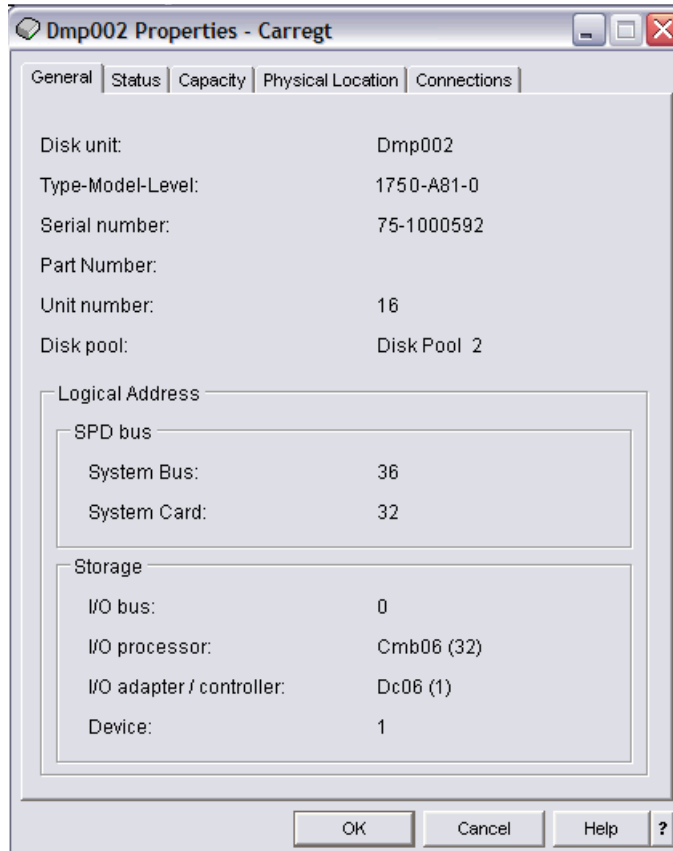 Dmp002 Properties - Carregt
General Status Capacity Physical Location Connections
Disk unit: Dmp002
Type-Model-Level: 1750-A81-0
Serial number: 75-1000592
Part Number:
Unit number: 16
Disk pool: Disk Pool 2
Logical Address
SPD bus
System Bus: 36
System Card: 32
Storage
I/O bus: 0
I/O processor: Cmb06 (32)
I/O adapter / controller: Dc06 (1)
Device: 1
OK Cancel Help ?